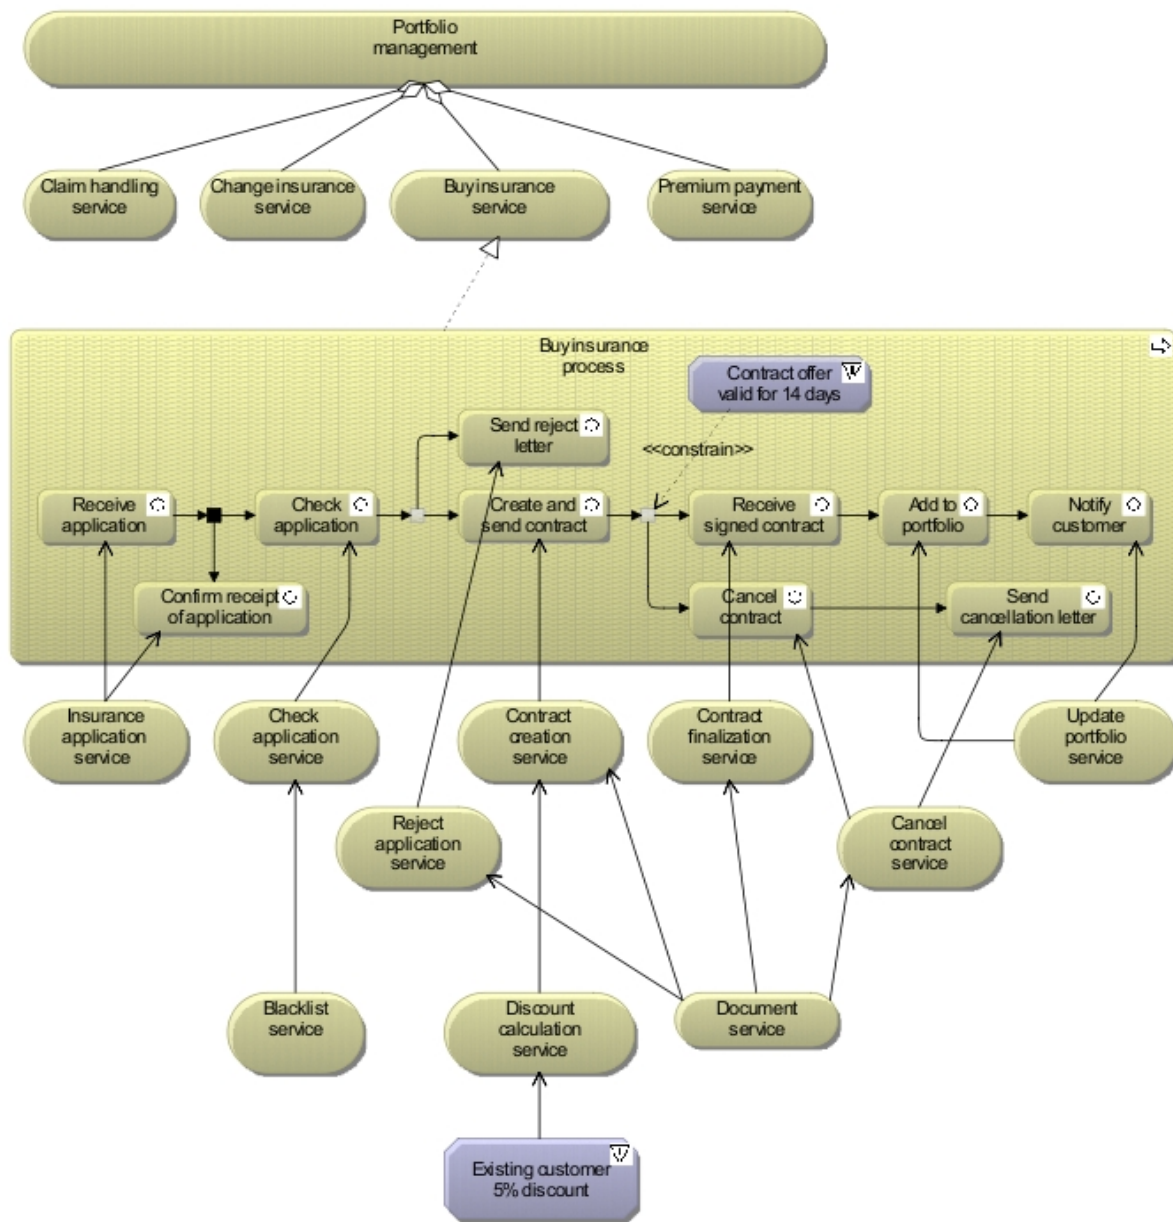 Portfolio
management
Claim handling
service
Change insurance
service
Buy insurance
service
Premium payment
service
Buy insurance
process
Contract offer
valid for 14 days
<<constrain>>
Send reject
letter
Receive
application
Check
application
Create and
send contract
Receive
signed contract
Add to
portfolio
Notify
customer
Confirm receipt
of application
Cancel
contract
Send
cancellation letter
Insurance
application
service
Check
application
service
Contract
creation
service
Contract
finalization
service
Update
portfolio
service
Reject
application
service
Cancel
contract
service
Blacklist
service
Discount
calculation
service
Document
service
Existing customer
5% discount